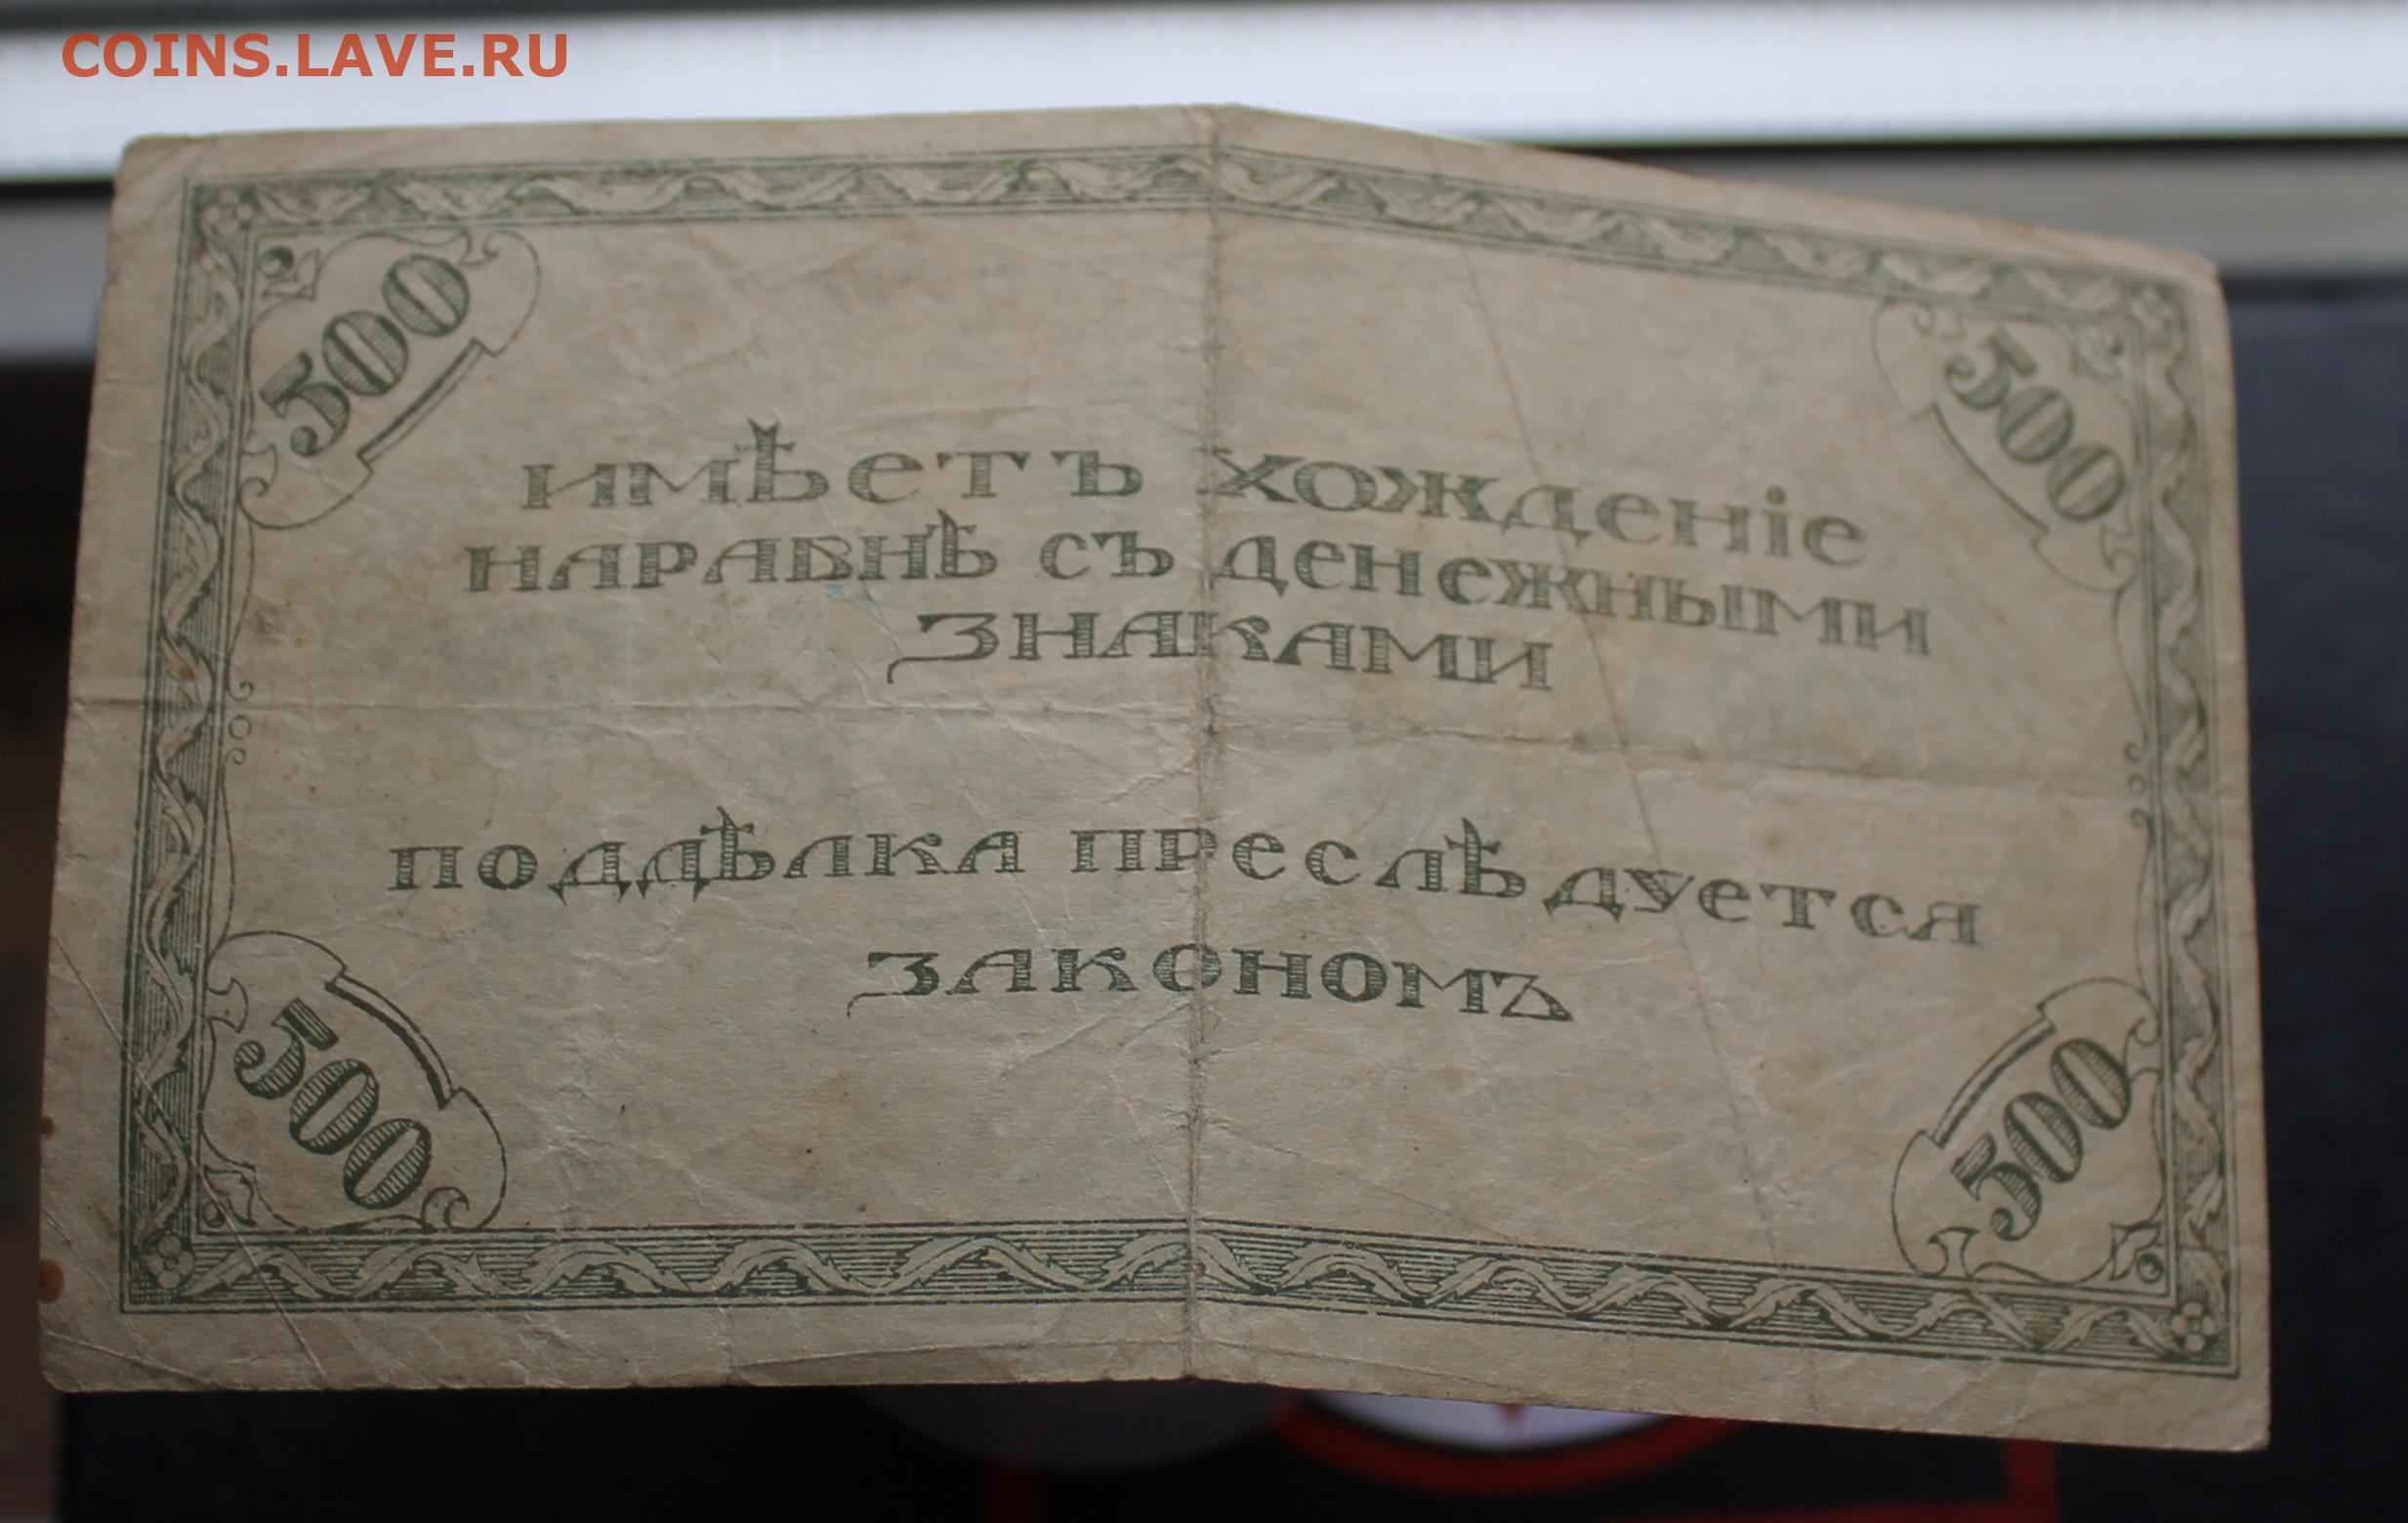 COINS.LAVE.RU
500 500
имѣетъ хожденіе
наравнѣ съ денежными
знаками
поддѣлка преслѣдуется
закономъ
500 500